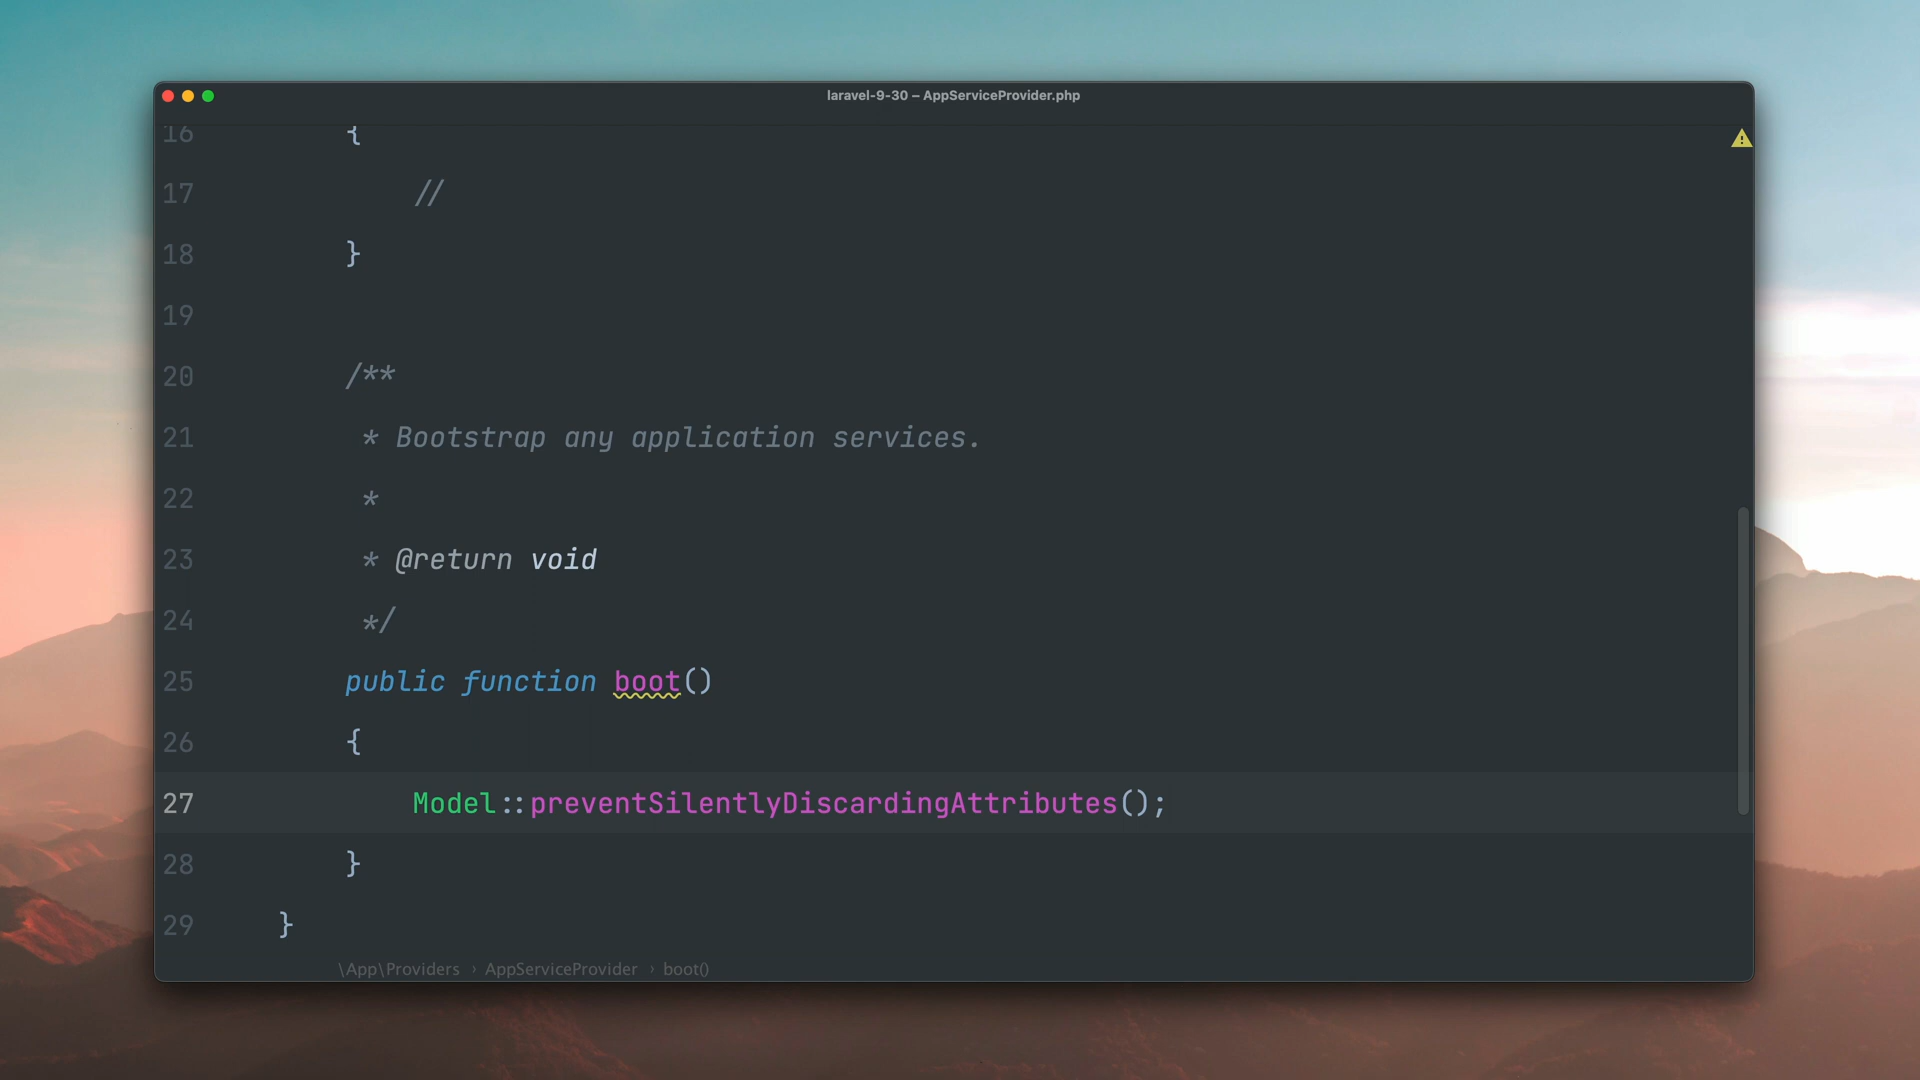 laravel-9-30 – AppServiceProvider.php
16 {
17 //
18 }
19
20 /**
21 * Bootstrap any application services.
22 *
23 * @return void
24 */
25 public function boot()
26 {
27 Model::preventSilentlyDiscardingAttributes();
28 }
29 }
\App\Providers › AppServiceProvider › boot()